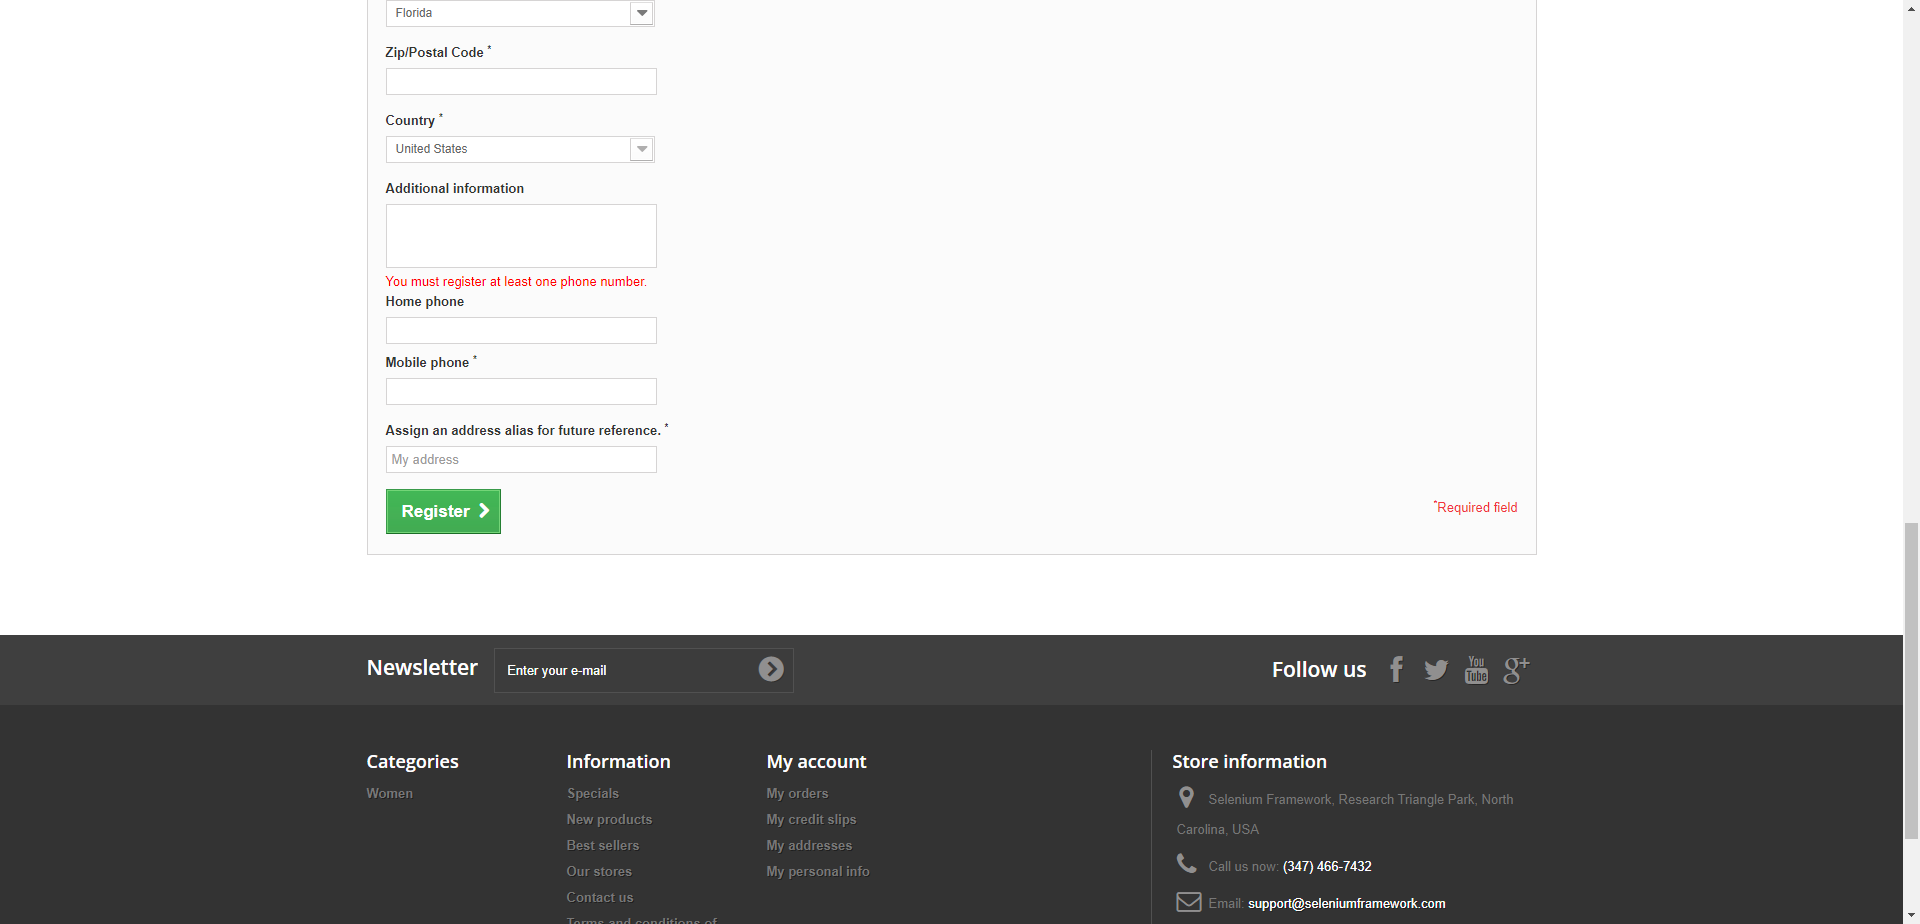 Florida
Zip/Postal Code *
Country *
United States
Additional information
You must register at least one phone number.
Home phone
Mobile phone *
Assign an address alias for future reference. *
My address
Register
*Required field
Newsletter
Enter your e-mail
Follow us
You
Tube
g+
Categories
Women
Information
Specials
New products
Best sellers
Our stores
Contact us
Terms and conditions of
My account
My orders
My credit slips
My addresses
My personal info
Store information
Selenium Framework, Research Triangle Park, North
Carolina, USA
Call us now: (347) 466-7432
Email: support@seleniumframework.com